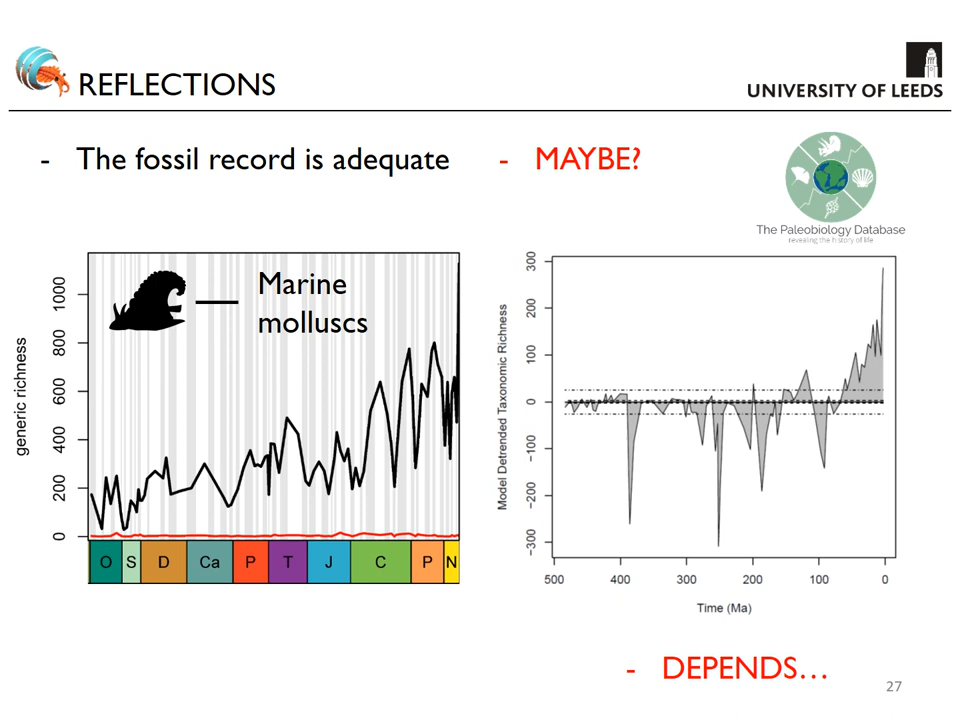 REFLECTIONS
UNIVERSITY OF LEEDS
- The fossil record is adequate
- MAYBE?
The Paleobiology Database
revealing the history of life
Marine
molluscs
generic richness
0
200
400
600
800
1000
O S D Ca P T J C P N
Model Detrended Taxonomic Richness
300
200
100
0
-100
-200
-300
500 400 300 200 100 0
Time (Ma)
- DEPENDS…
27